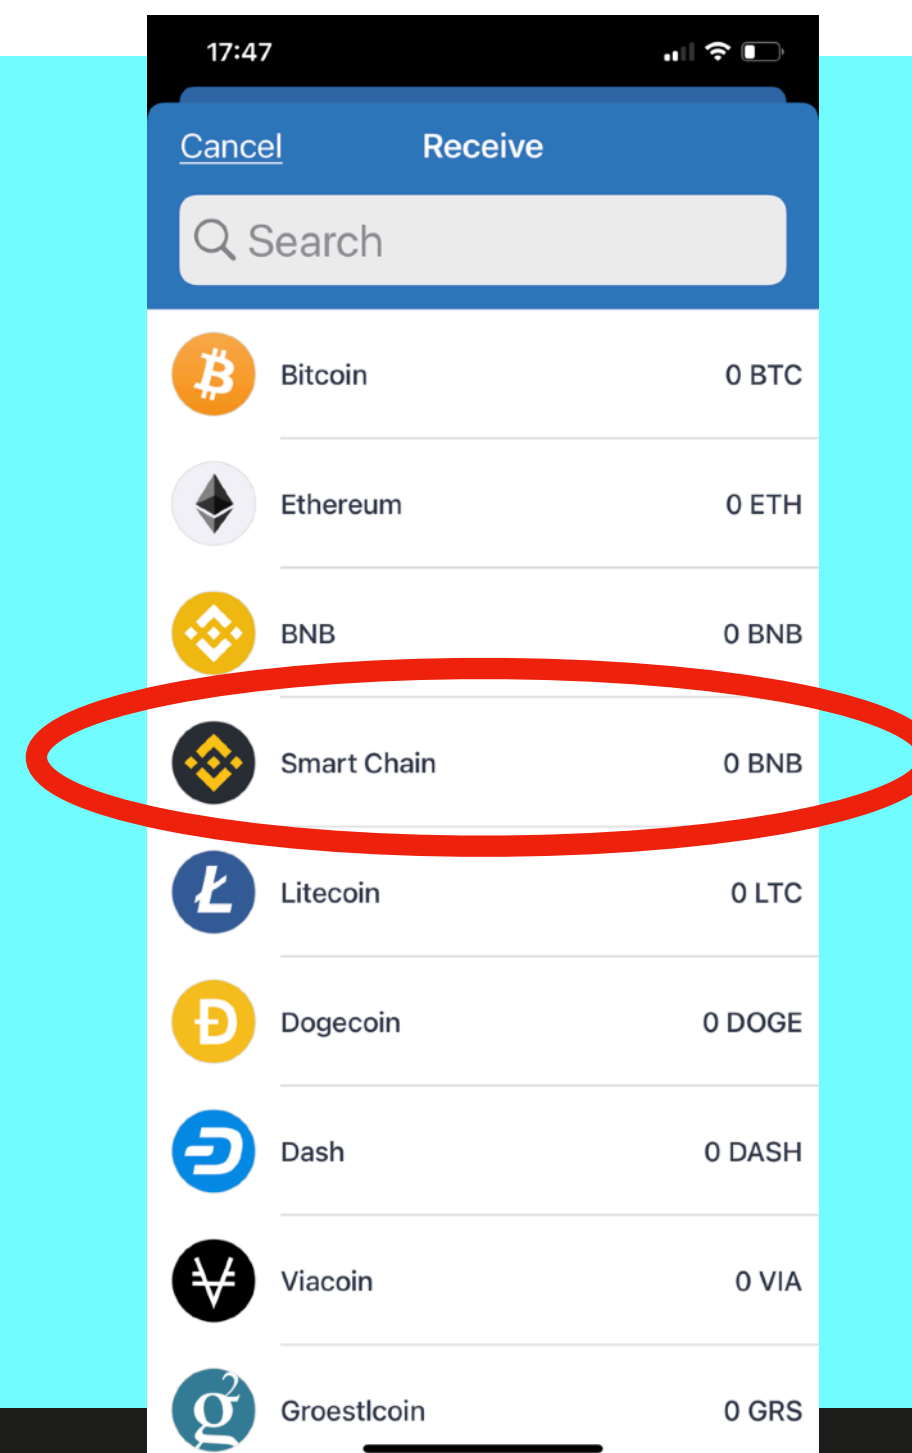 17:47
Cancel Receive
Search
Bitcoin 0 BTC
Ethereum 0 ETH
BNB 0 BNB
Smart Chain 0 BNB
Litecoin 0 LTC
Dogecoin 0 DOGE
Dash 0 DASH
Viacoin 0 VIA
Groestlcoin 0 GRS